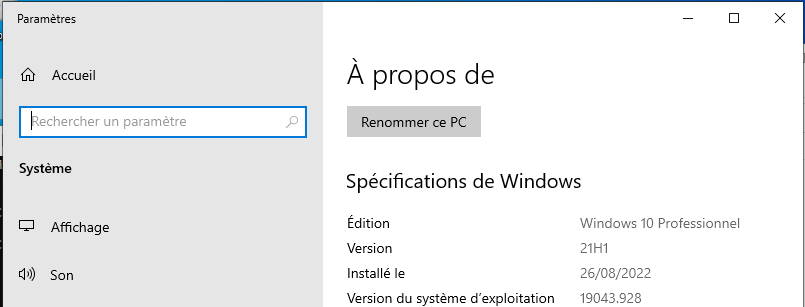 Paramètres
Accueil
Rechercher un paramètre
Système
Affichage
Son
À propos de
Renommer ce PC
Spécifications de Windows
Édition Windows 10 Professionnel
Version 21H1
Installé le 26/08/2022
Version du système d'exploitation 19043.928